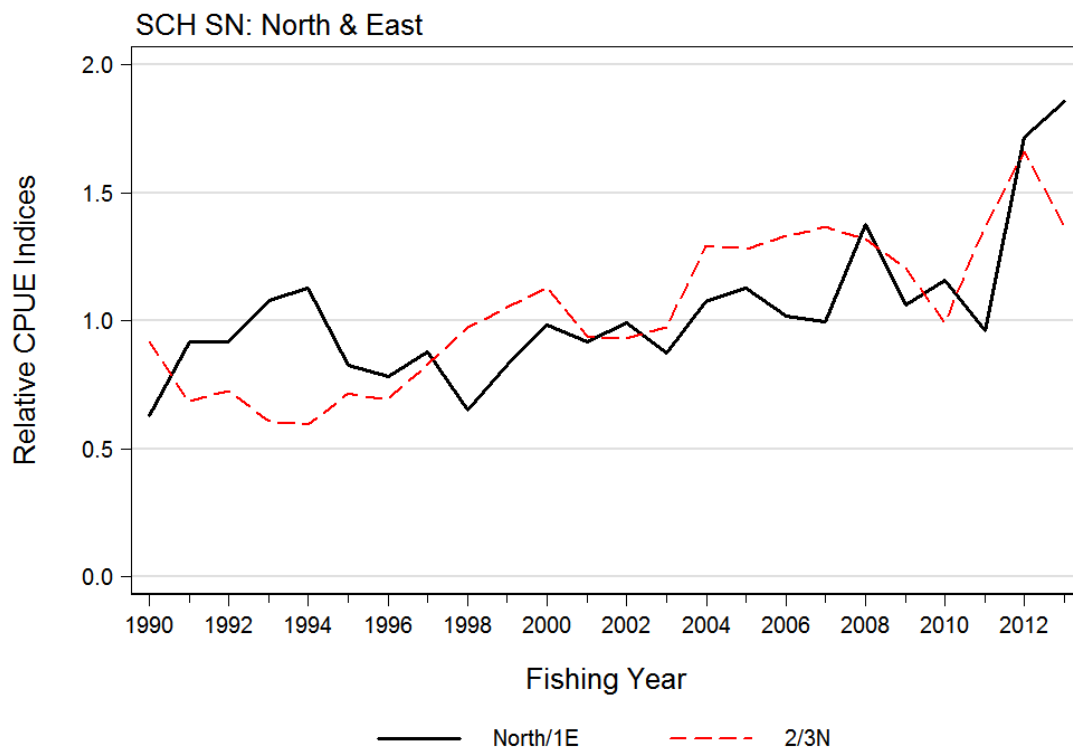 SCH SN: North & East
2.0
1.5
1.0
0.5
0.0
Relative CPUE Indices
1990 1992 1994 1996 1998 2000 2002 2004 2006 2008 2010 2012
Fishing Year
North/1E 2/3N